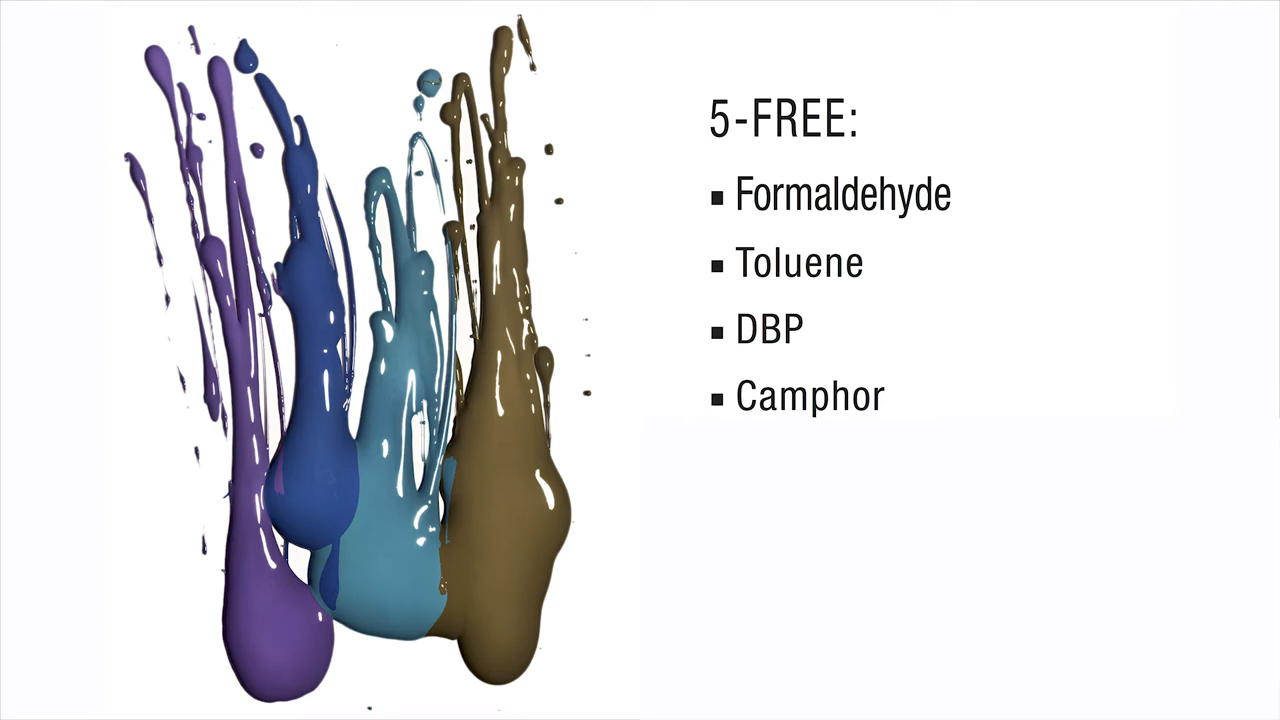 5-FREE:
▪ Formaldehyde
▪ Toluene
▪ DBP
▪ Camphor